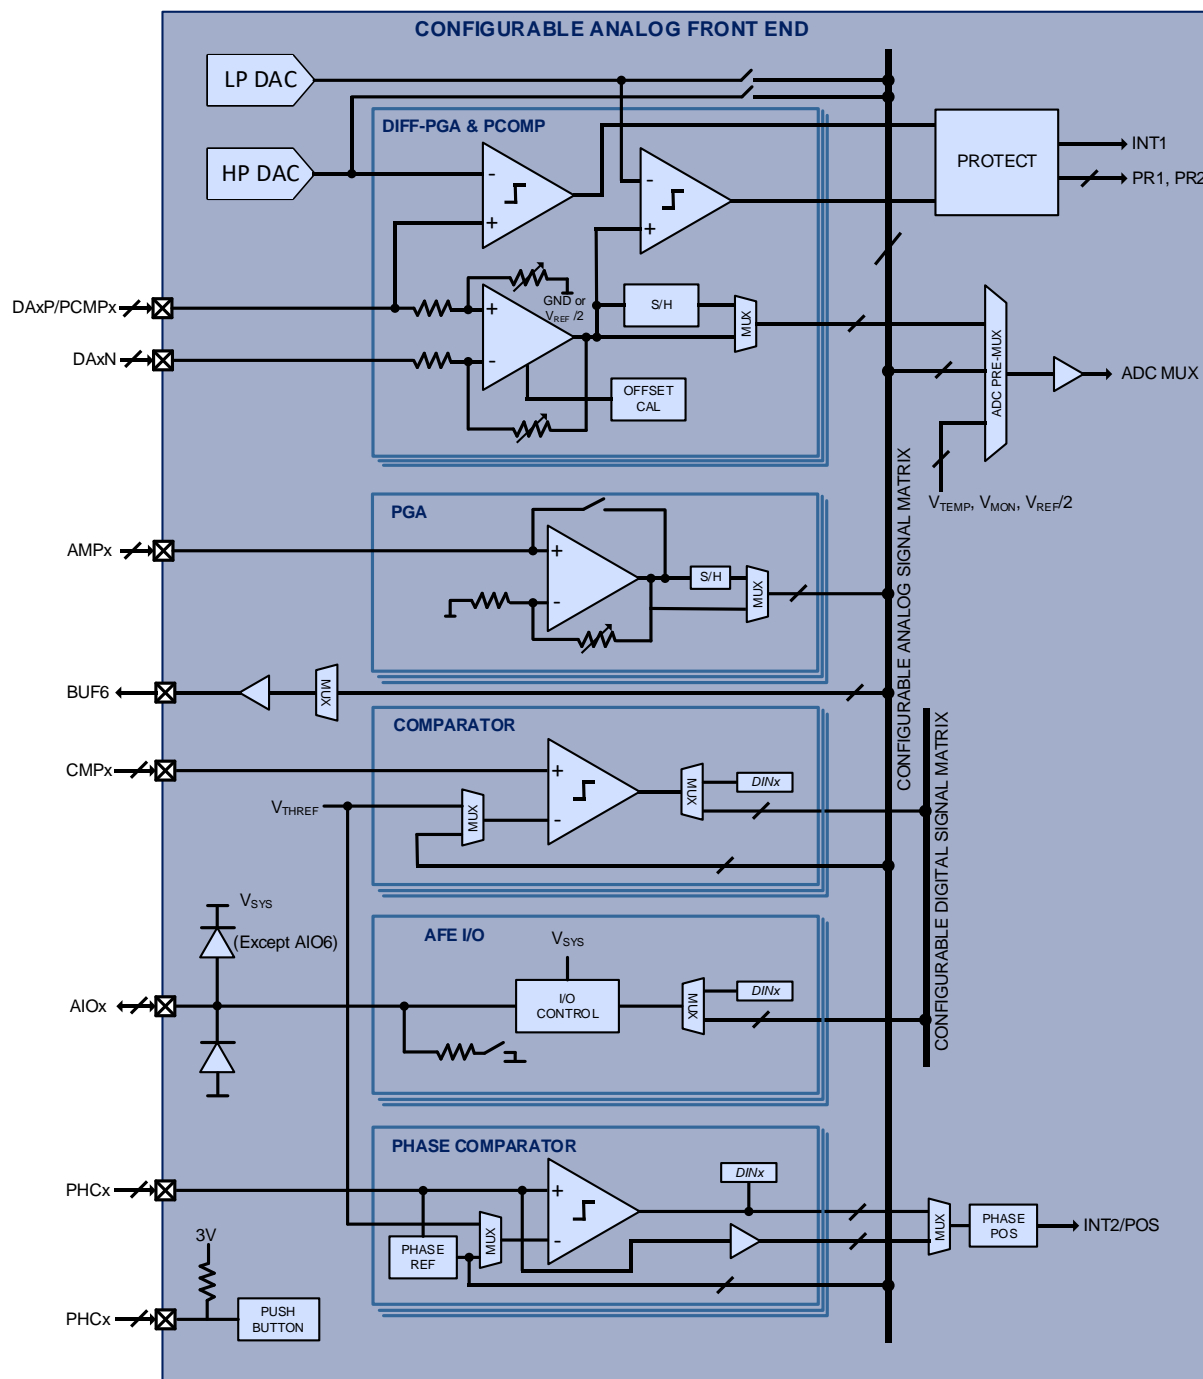 CONFIGURABLE ANALOG FRONT END
LP DAC
HP DAC
DIFF-PGA & PCOMP
-
+
-
+
PROTECT
INT1
PR1, PR2
DAxP/PCMPx
DAxN
+
-
GND or
VREF/2
S/H
MUX
OFFSET
CAL
ADC PRE-MUX
ADC MUX
VTEMP, VMON, VREF/2
CONFIGURABLE ANALOG SIGNAL MATRIX
PGA
AMPx
+
-
S/H
MUX
BUF6
MUX
COMPARATOR
CMPx
VTHREF
MUX
+
-
MUX
DINx
CONFIGURABLE DIGITAL SIGNAL MATRIX
AFE I/O
VSYS
(Except AIO6)
AIOx
VSYS
I/O
CONTROL
MUX
DINx
PHASE COMPARATOR
PHCx
PHASE
REF
MUX
+
-
DINx
MUX
PHASE
POS
INT2/POS
3V
PHCx
PUSH
BUTTON